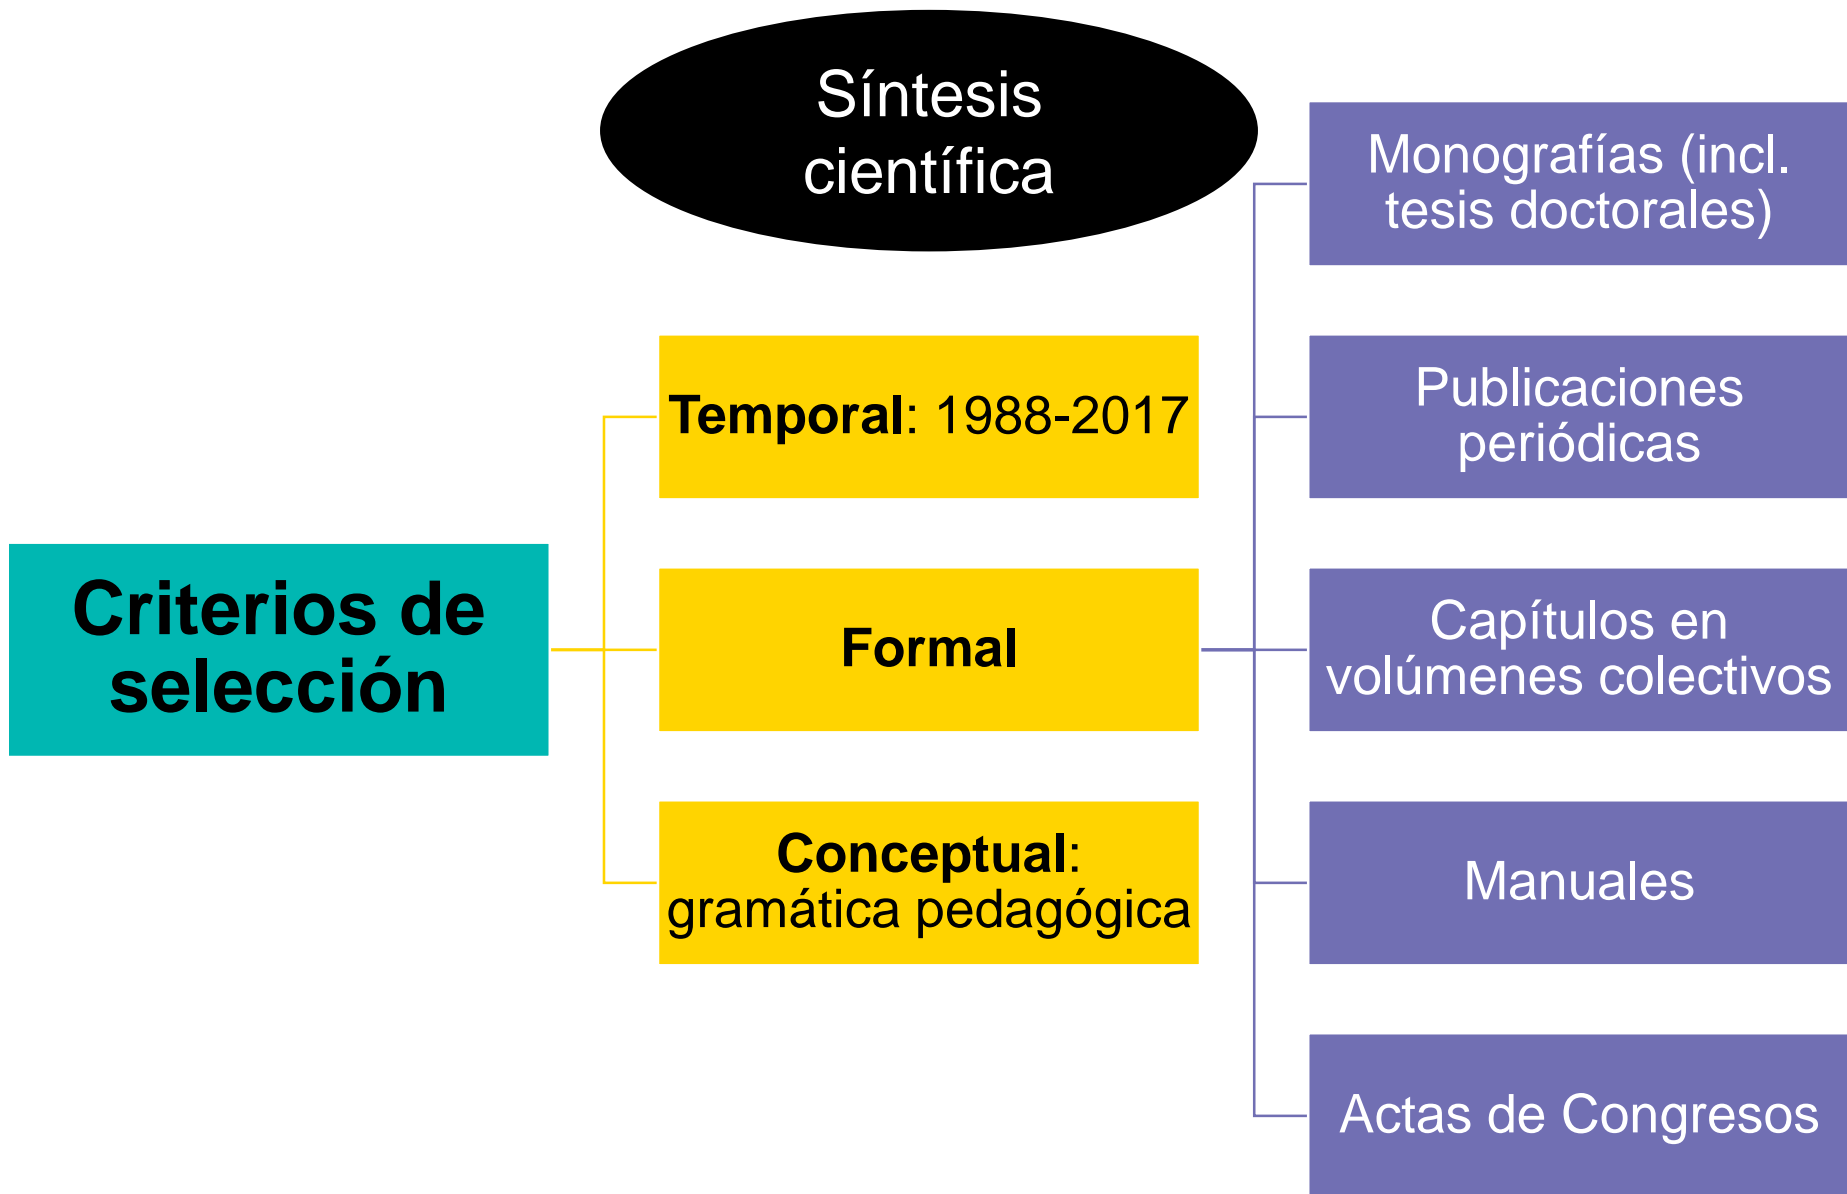 Síntesis
científica
Criterios de
selección
Temporal: 1988-2017
Formal
Conceptual:
gramática pedagógica
Monografías (incl.
tesis doctorales)
Publicaciones
periódicas
Capítulos en
volúmenes colectivos
Manuales
Actas de Congresos